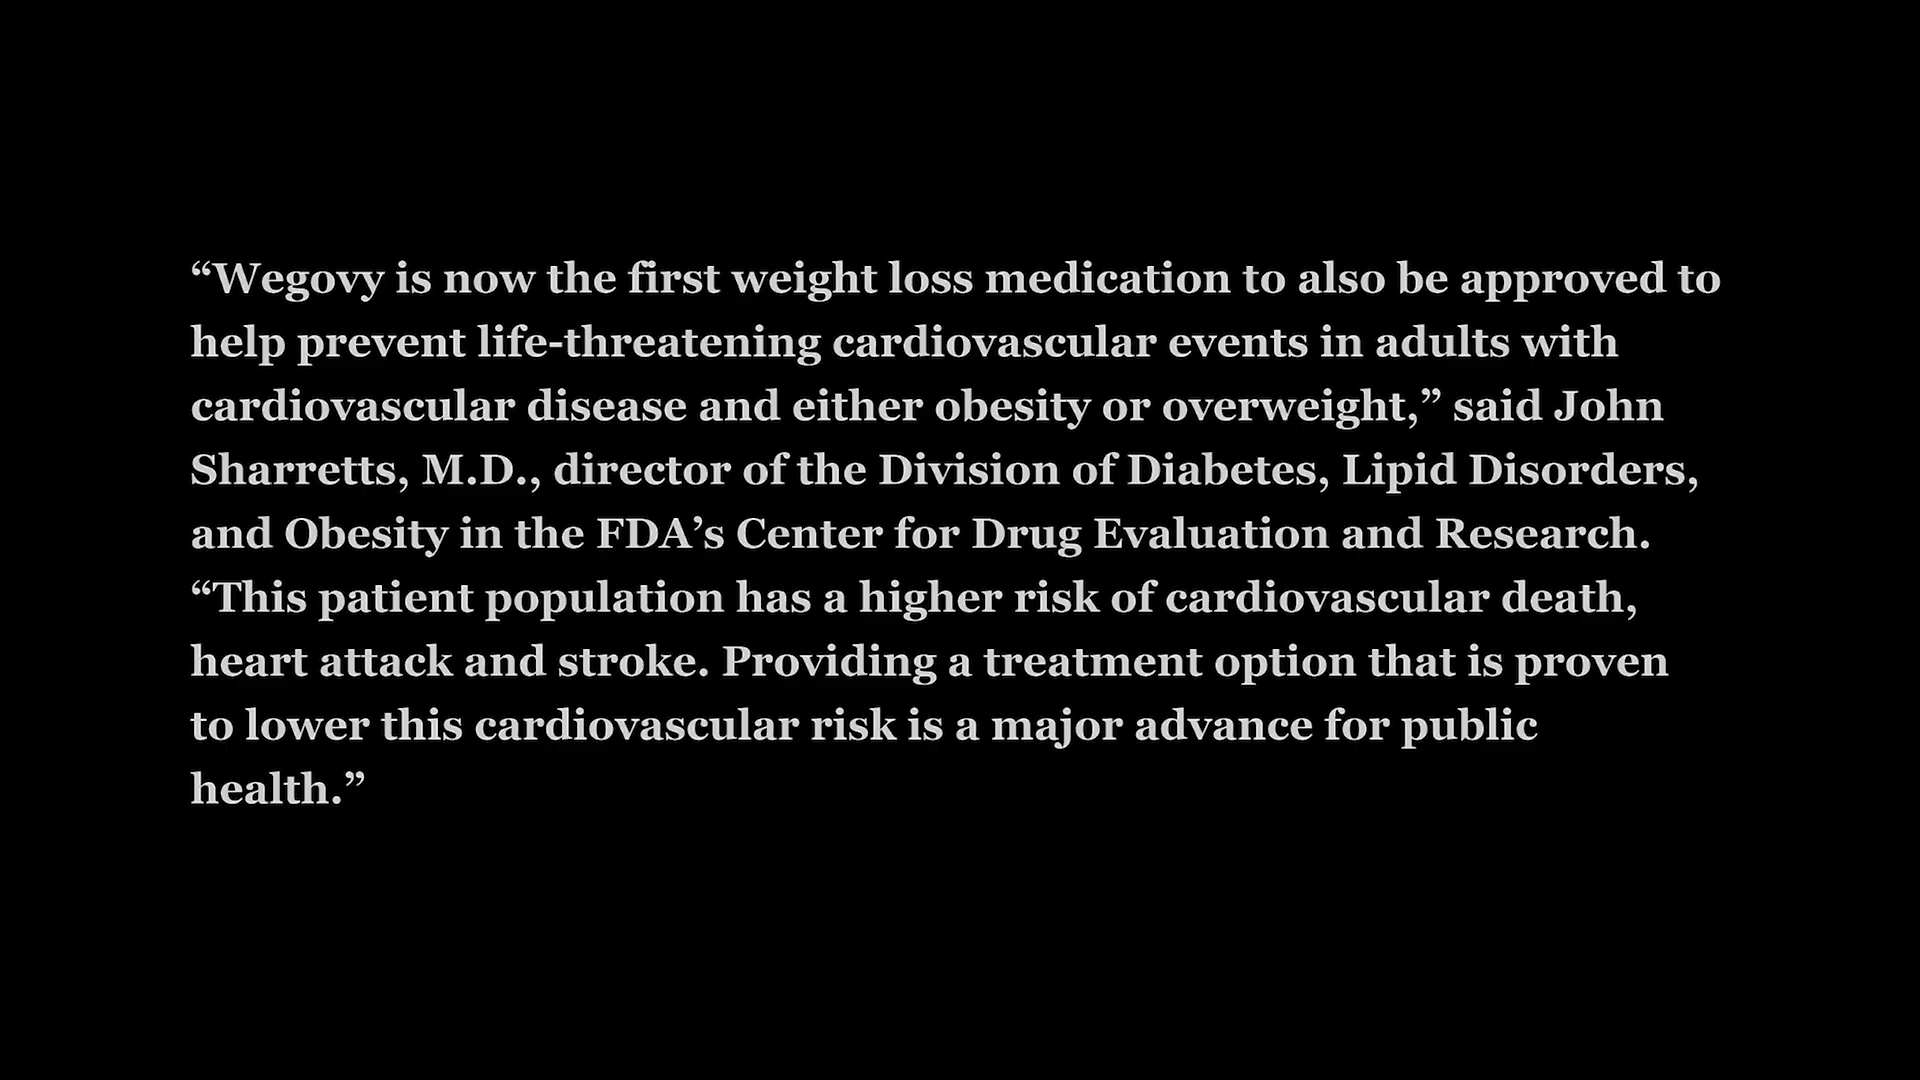 “Wegovy is now the first weight loss medication to also be approved to
help prevent life-threatening cardiovascular events in adults with
cardiovascular disease and either obesity or overweight,” said John
Sharretts, M.D., director of the Division of Diabetes, Lipid Disorders,
and Obesity in the FDA’s Center for Drug Evaluation and Research.
“This patient population has a higher risk of cardiovascular death,
heart attack and stroke. Providing a treatment option that is proven
to lower this cardiovascular risk is a major advance for public
health.”